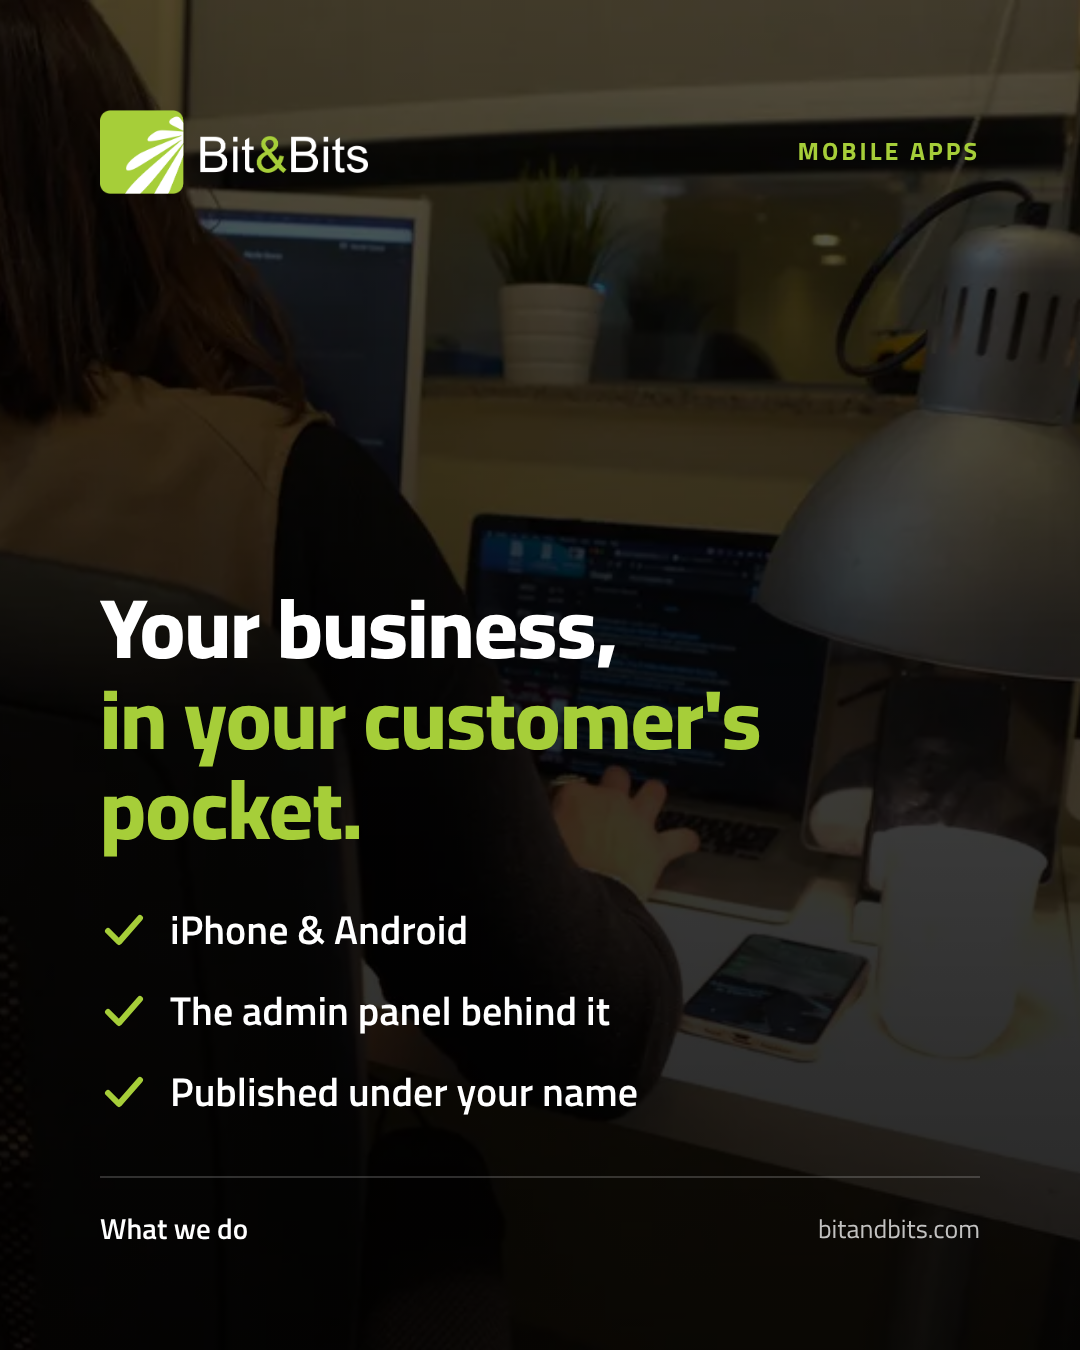 Bit&Bits
MOBILE APPS
Your business,
in your customer's
pocket.
iPhone & Android
The admin panel behind it
Published under your name
What we do
bitandbits.com